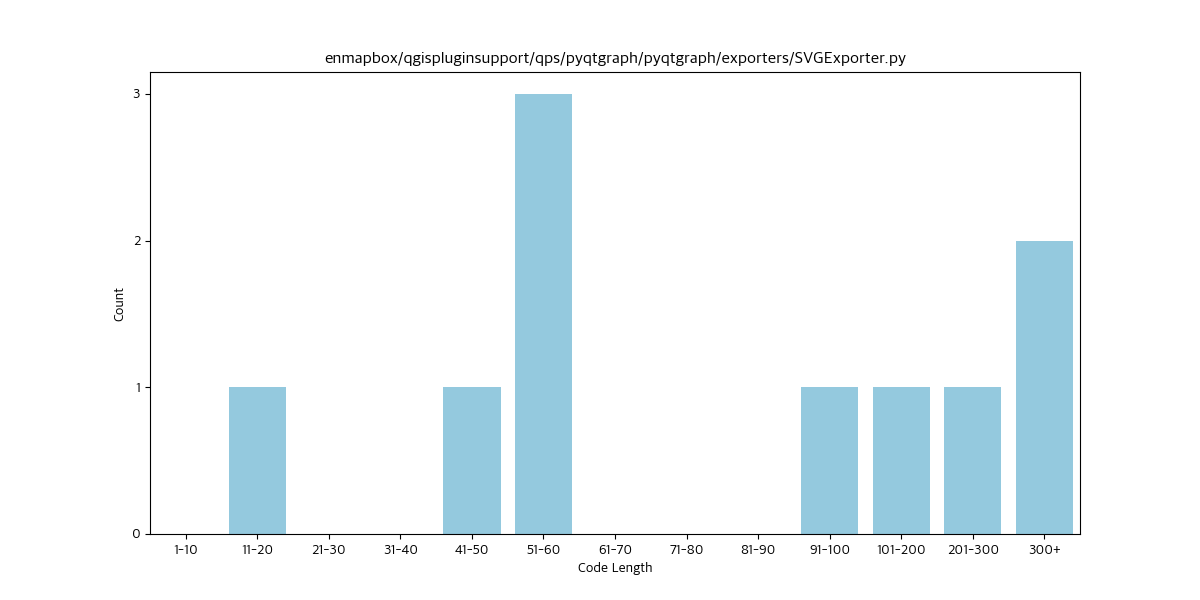 enmapbox/qgispluginsupport/qps/pyqtgraph/pyqtgraph/exporters/SVGExporter.py
3
2
1
0
Count
1-10 11-20 21-30 31-40 41-50 51-60 61-70 71-80 81-90 91-100 101-200 201-300 300+
Code Length